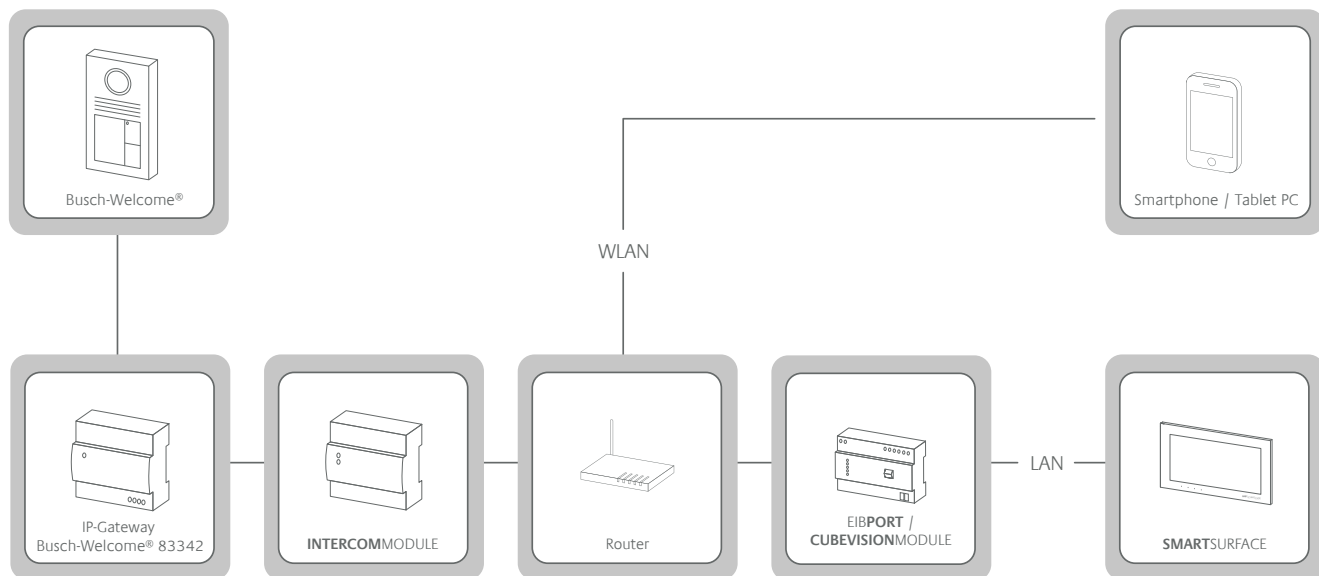 Busch-Welcome®
Smartphone / Tablet PC
WLAN
IP-Gateway
Busch-Welcome® 83342
INTERCOMMODULE
Router
EIBPORT /
CUBEVISIONMODULE
LAN
SMARTSURFACE